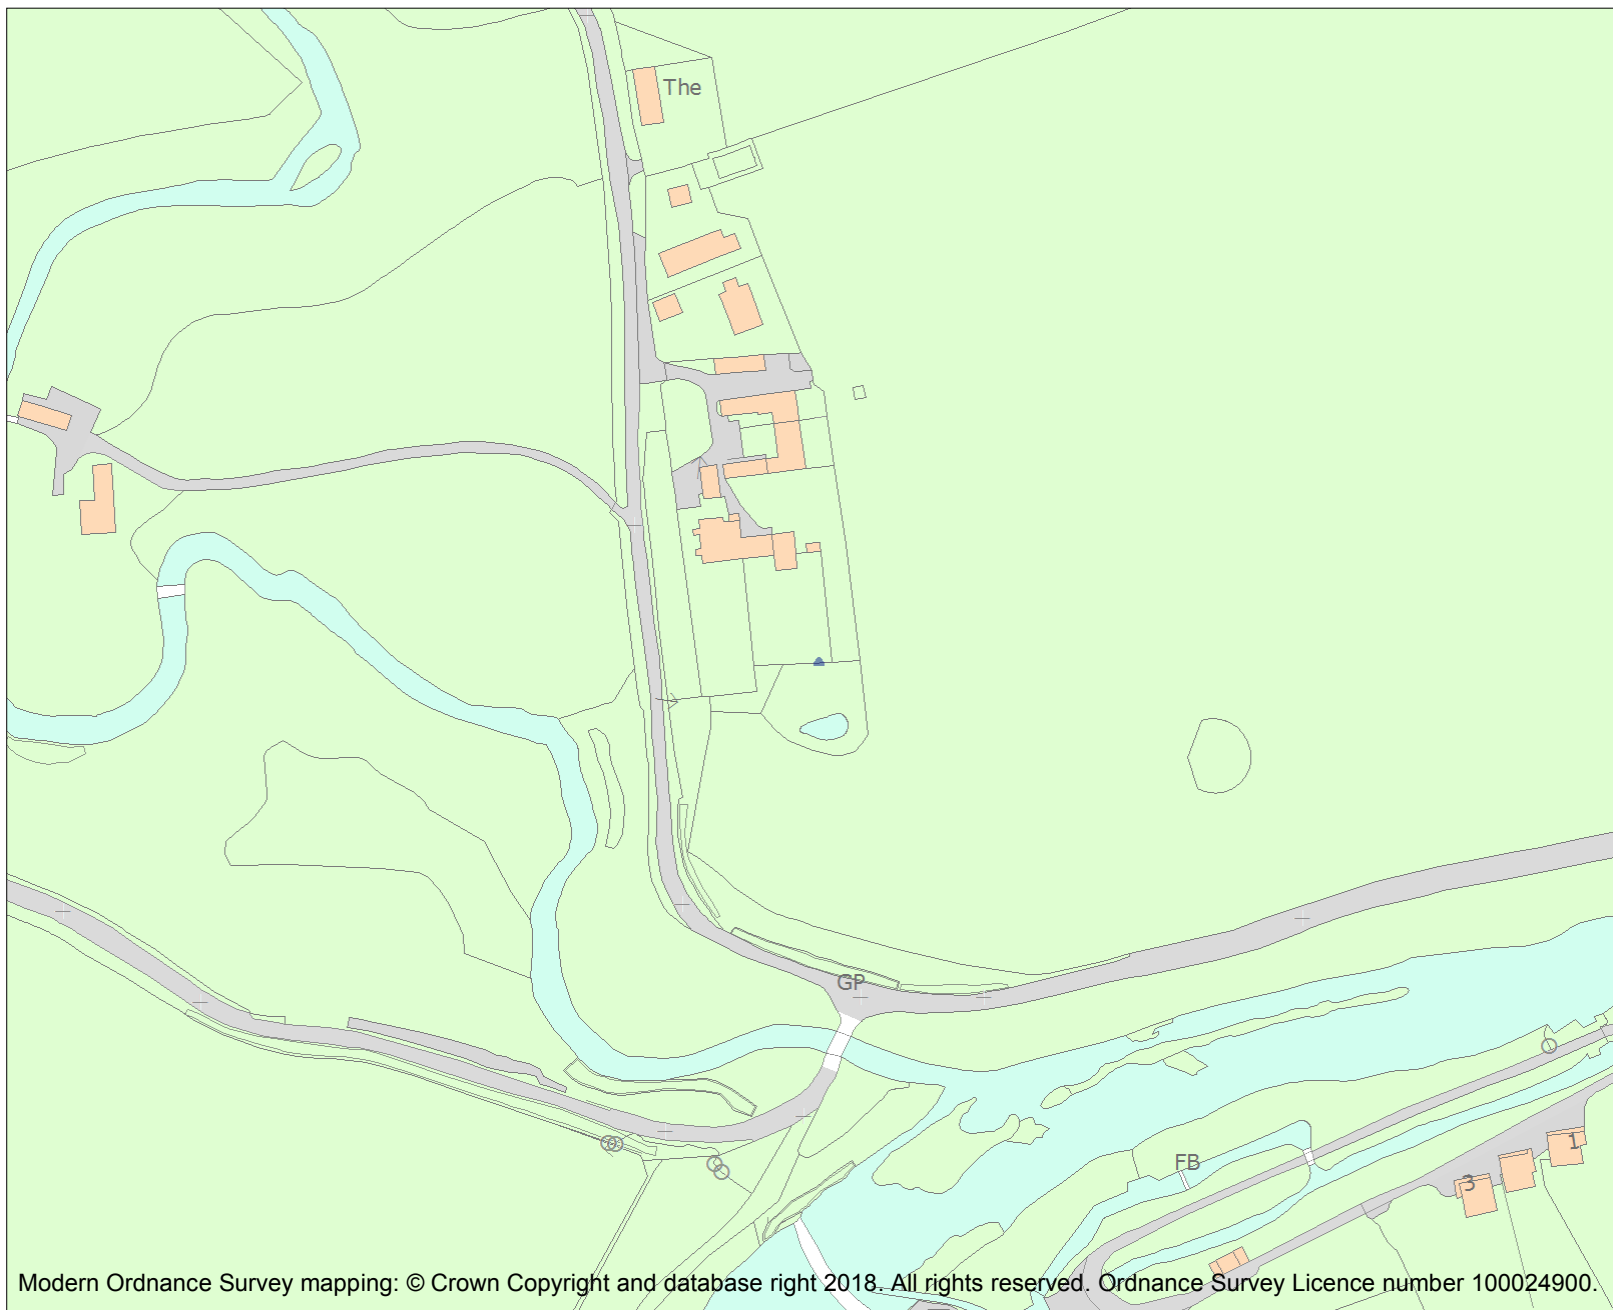 The
GP
FB
1
3
Modern Ordnance Survey mapping: © Crown Copyright and database right 2018. All rights reserved. Ordnance Survey Licence number 100024900.